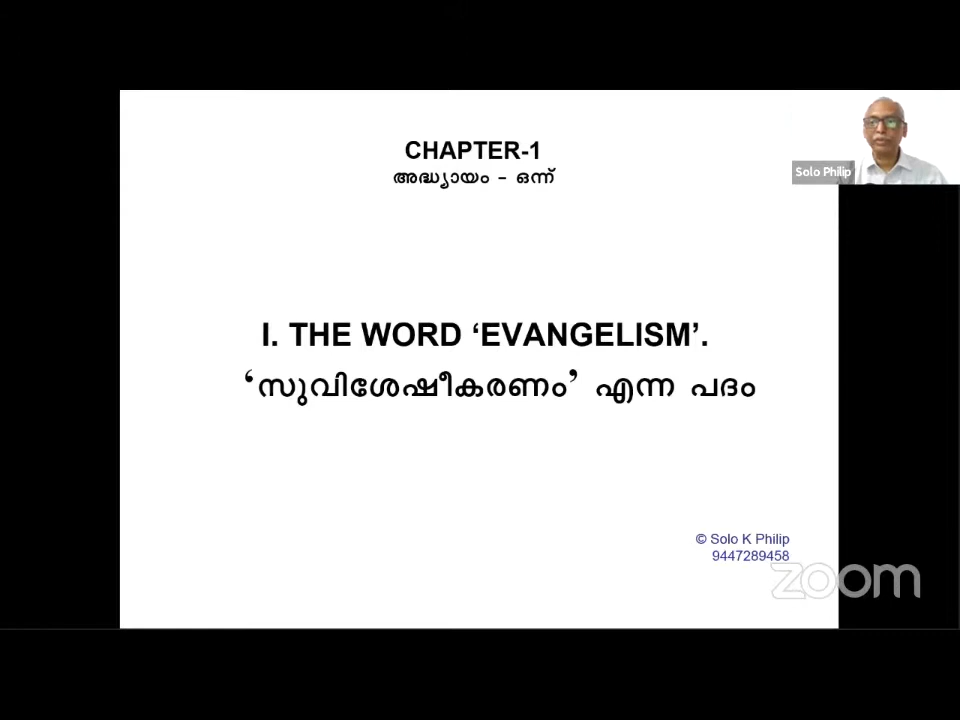 CHAPTER-1
അദ്ധ്യായം - ഒന്ന്
Solo Philip
I. THE WORD ‘EVANGELISM’.
‘സുവിശേഷീകരണം’ എന്ന പദം
© Solo K Philip
9447289458
zoom